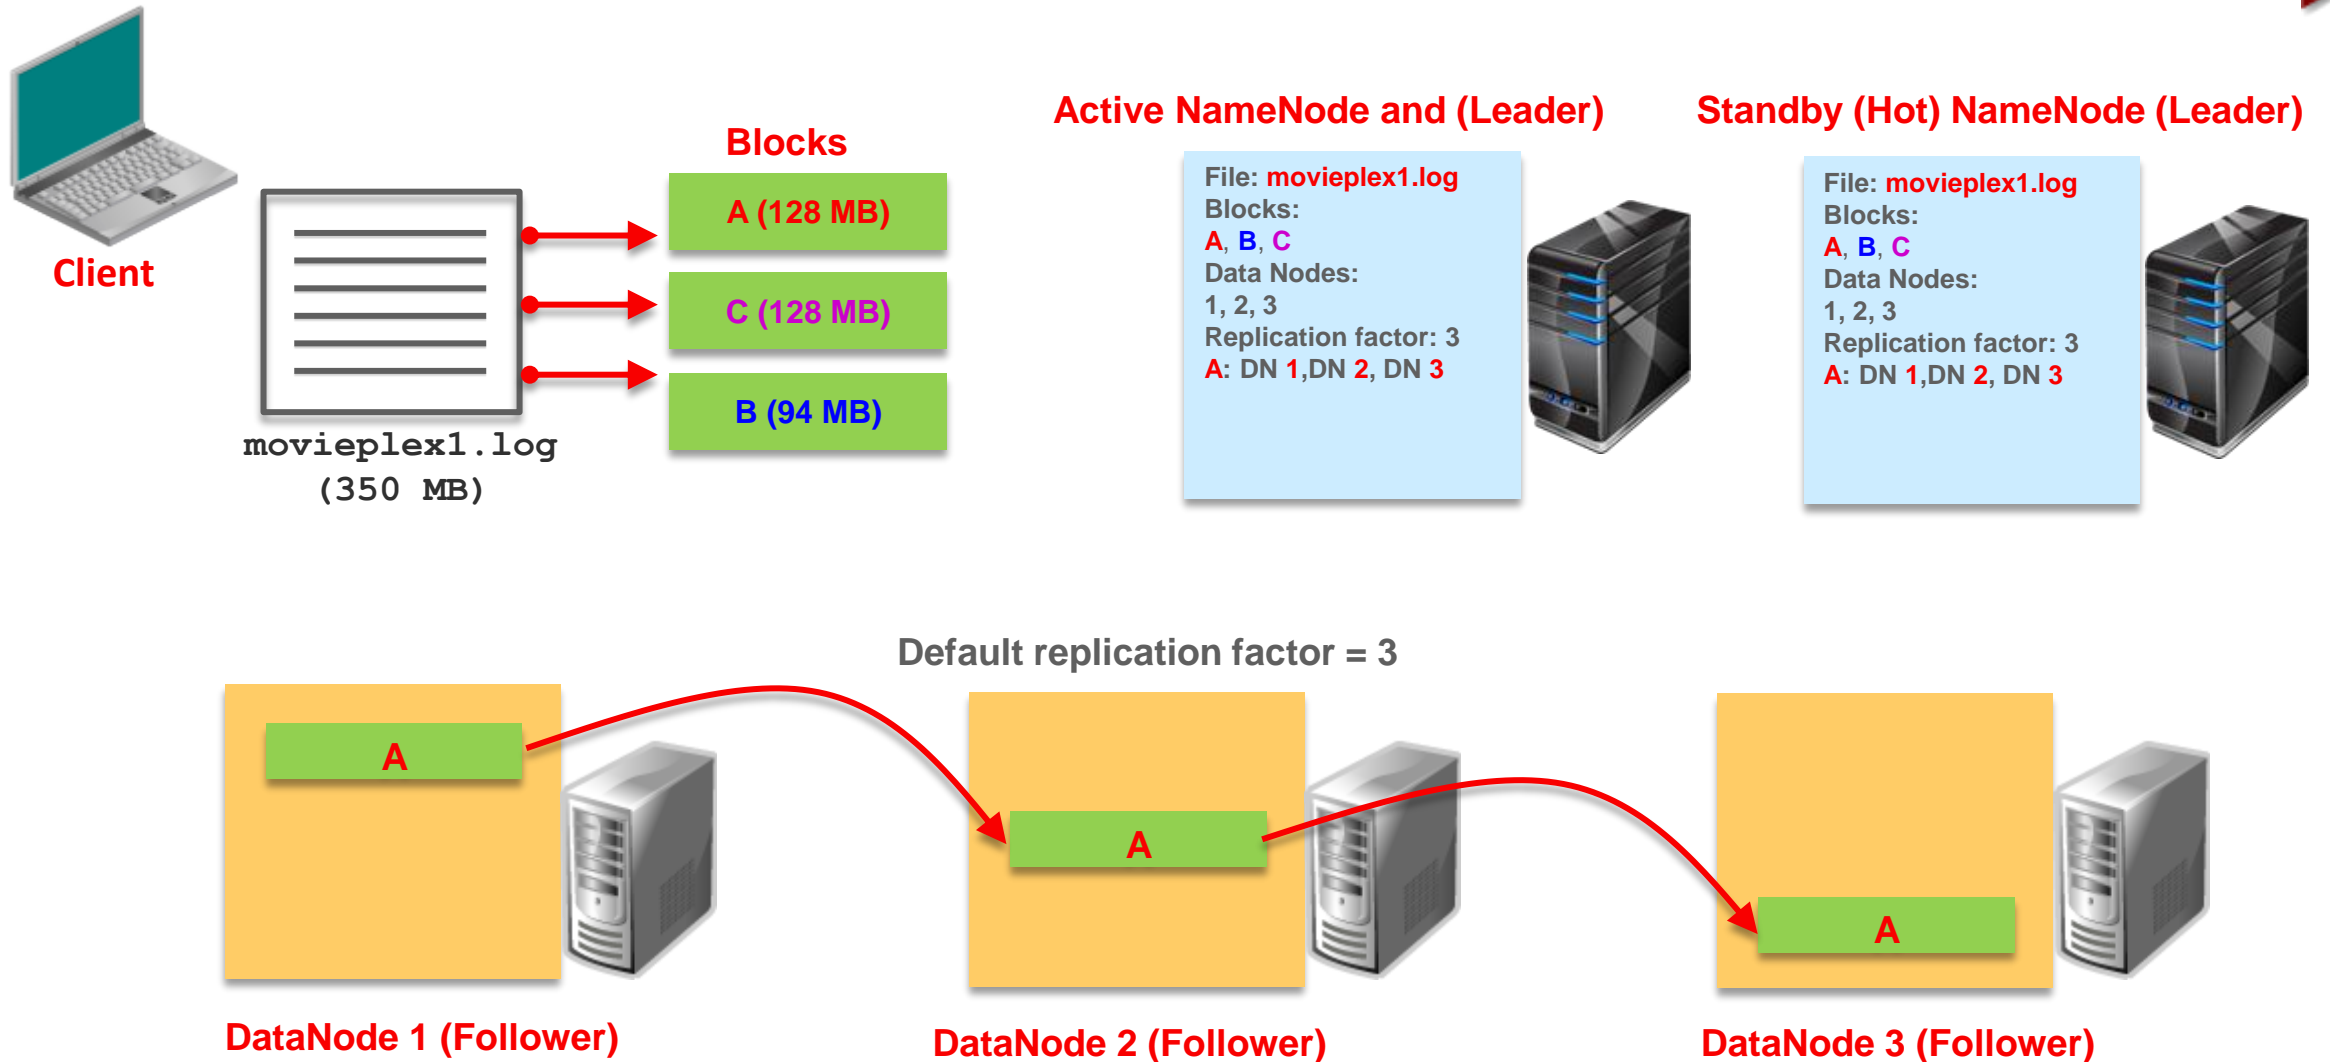 Client
movieplex1.log
(350 MB)
Blocks
A (128 MB)
C (128 MB)
B (94 MB)
Active NameNode and (Leader)
File: movieplex1.log
Blocks:
A, B, C
Data Nodes:
1, 2, 3
Replication factor: 3
A: DN 1,DN 2, DN 3
Standby (Hot) NameNode (Leader)
File: movieplex1.log
Blocks:
A, B, C
Data Nodes:
1, 2, 3
Replication factor: 3
A: DN 1,DN 2, DN 3
Default replication factor = 3
A
A
A
DataNode 1 (Follower)
DataNode 2 (Follower)
DataNode 3 (Follower)